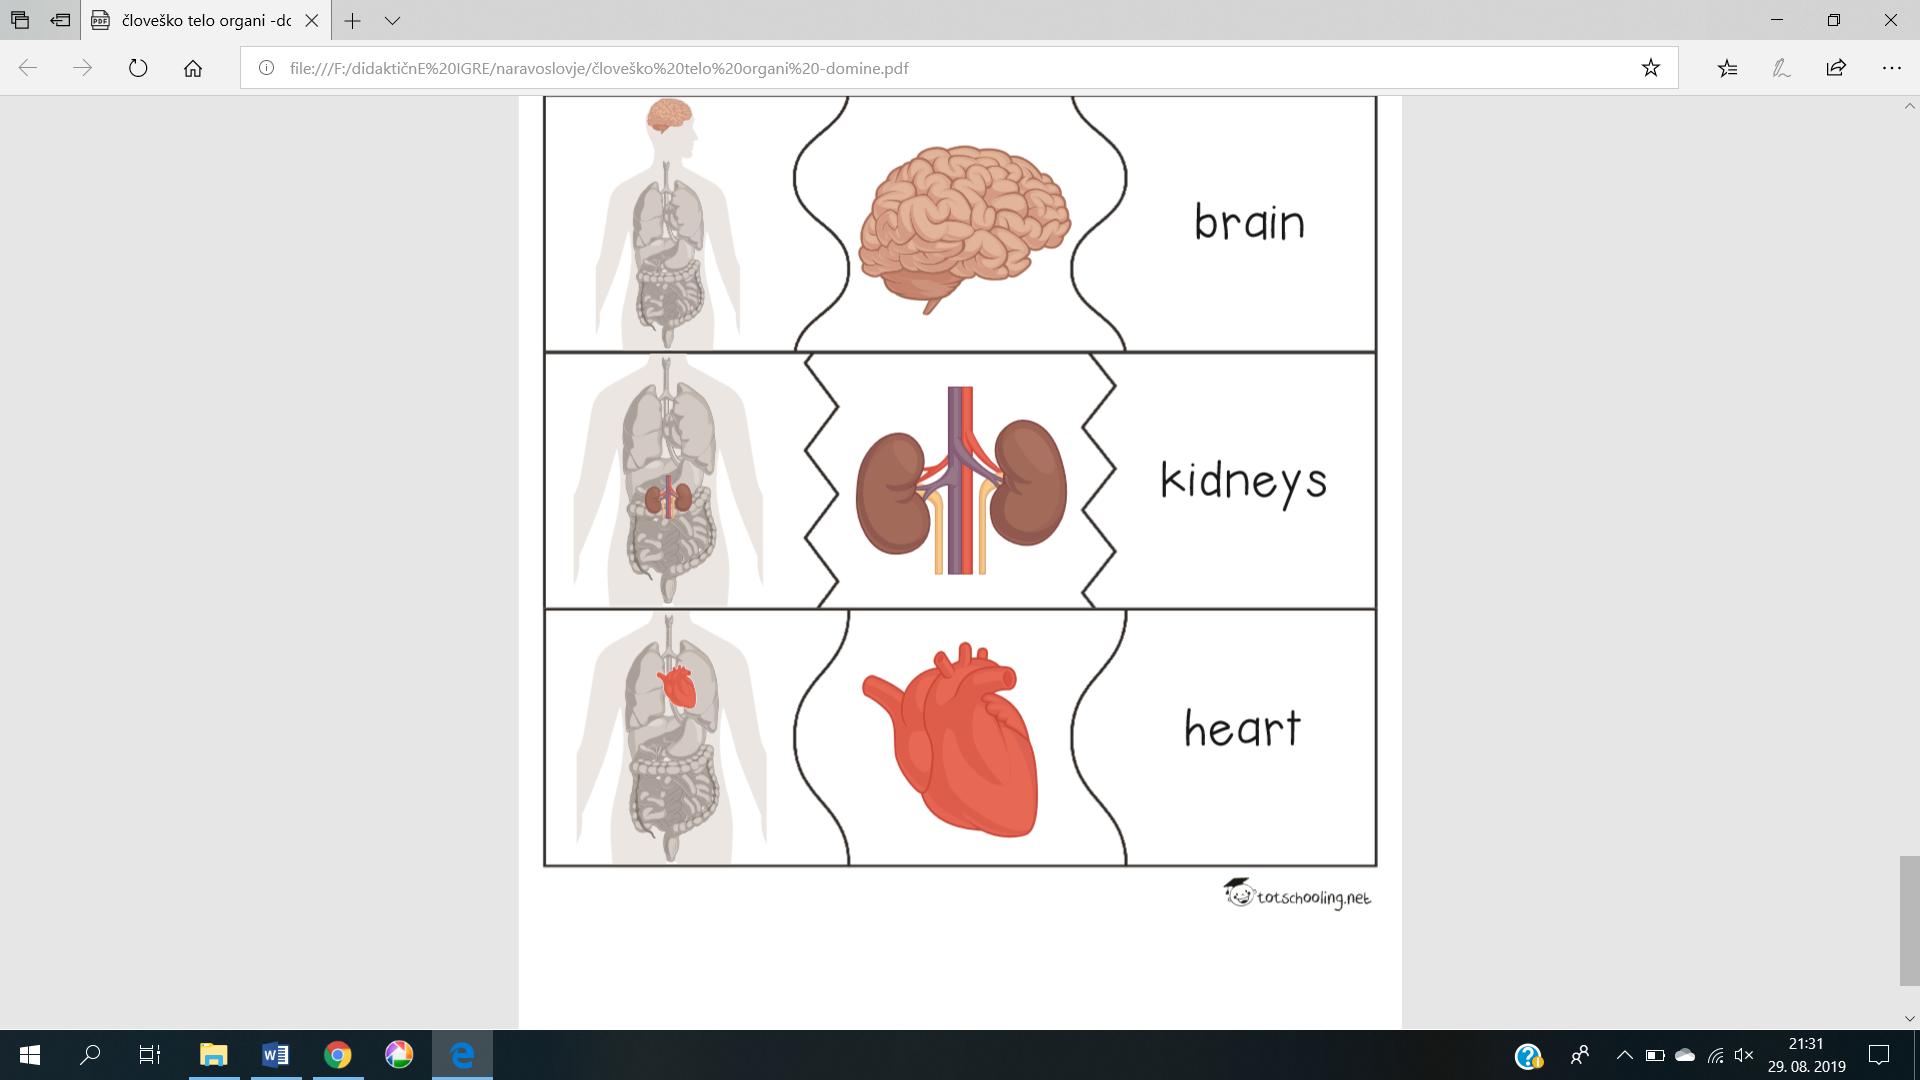 človeško telo organi -do
file:///F:/didaktičnE%20IGRE/naravoslovje/človeško%20telo%20organi%20-domine.pdf
brain
kidneys
heart
totschooling.net
21:31
29. 08. 2019